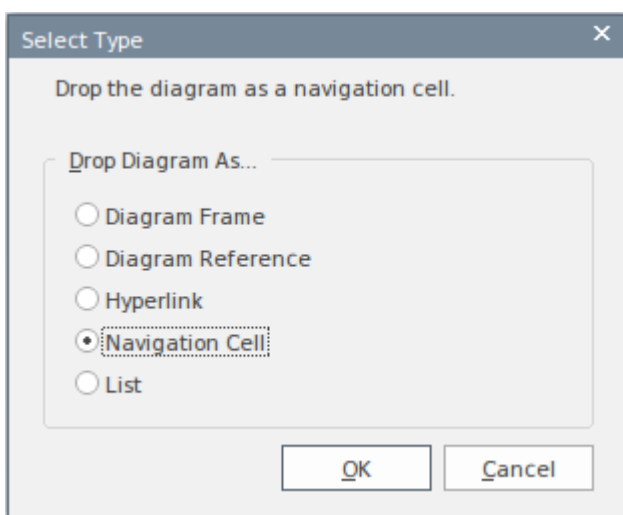 Select Type
Drop the diagram as a navigation cell.
Drop Diagram As...
Diagram Frame
Diagram Reference
Hyperlink
Navigation Cell
List
OK
Cancel